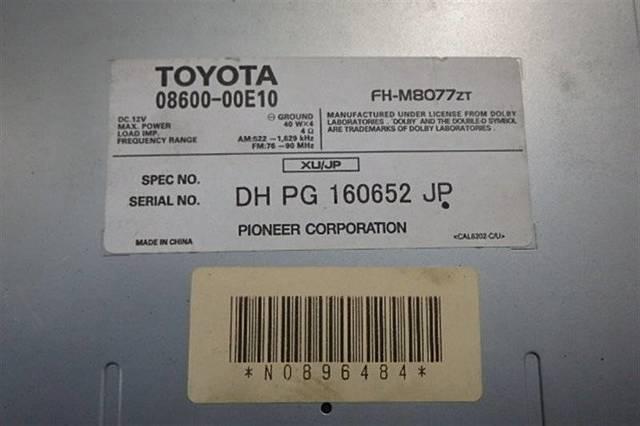 TOYOTA
08600-00E10
FH-M8077ZT
DC.12V ⊖ GROUND
MAX. POWER 40 W×4
LOAD IMP. 4 Ω
FREQUENCY RANGE AM:522 -1,629 kHz
FM:76 -90 MHz
MANUFACTURED UNDER LICENSE FROM DOLBY
LABORATORIES . 'DOLBY' AND THE DOUBLE-D SYMBOL
ARE TRADEMARKS OF DOLBY LABORATORIES .
XU/JP
SPEC NO.
SERIAL NO. DH PG 160652 JP
PIONEER CORPORATION
MADE IN CHINA
<CAL6202-C/U>
*N0896484*